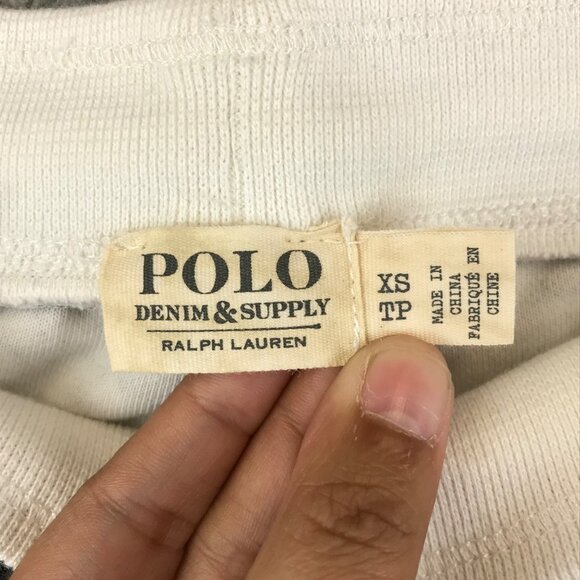 POLO
DENIM & SUPPLY
RALPH LAUREN
XS
TP
MADE IN
CHINA
FABRIQUÉ EN
CHINE